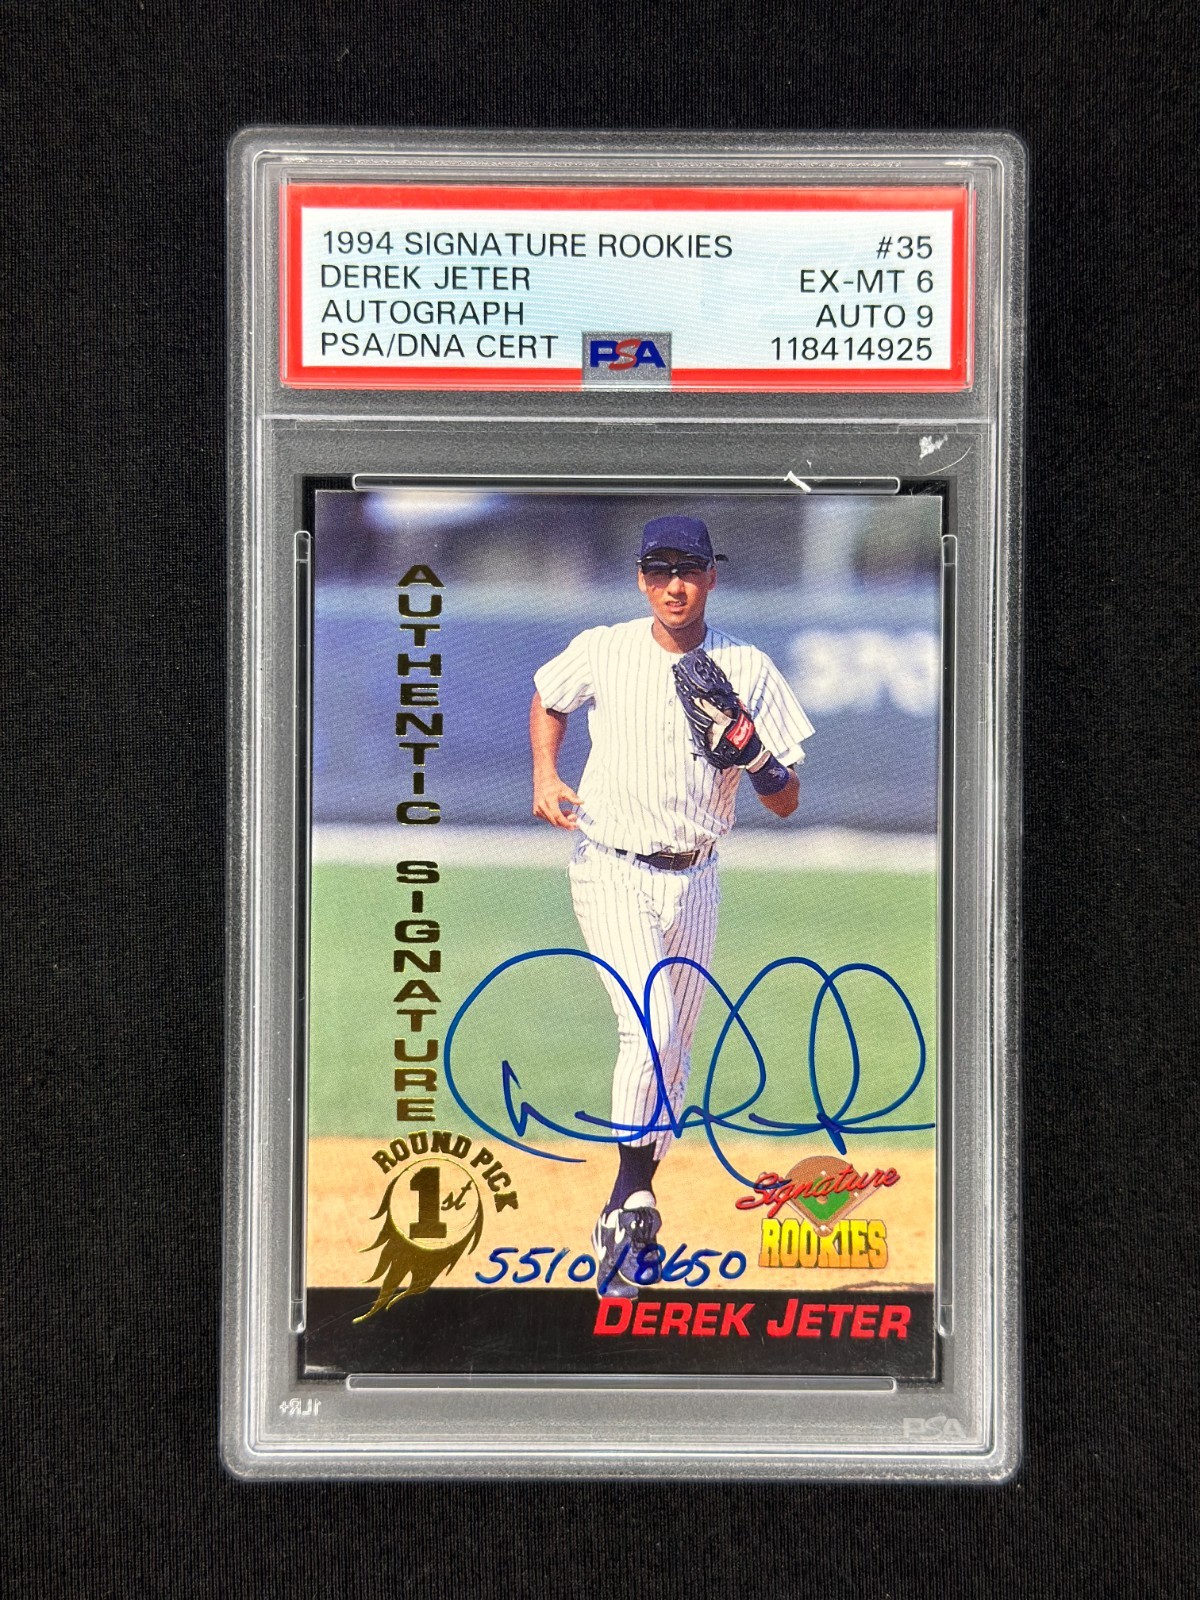 1994 SIGNATURE ROOKIES #35
DEREK JETER EX-MT 6
AUTOGRAPH AUTO 9
PSA/DNA CERT PSA 118414925
AUTHENTIC SIGNATURE
ROUND PICK
1st
Signature
ROOKIES
5510/8650
DEREK JETER
PSA